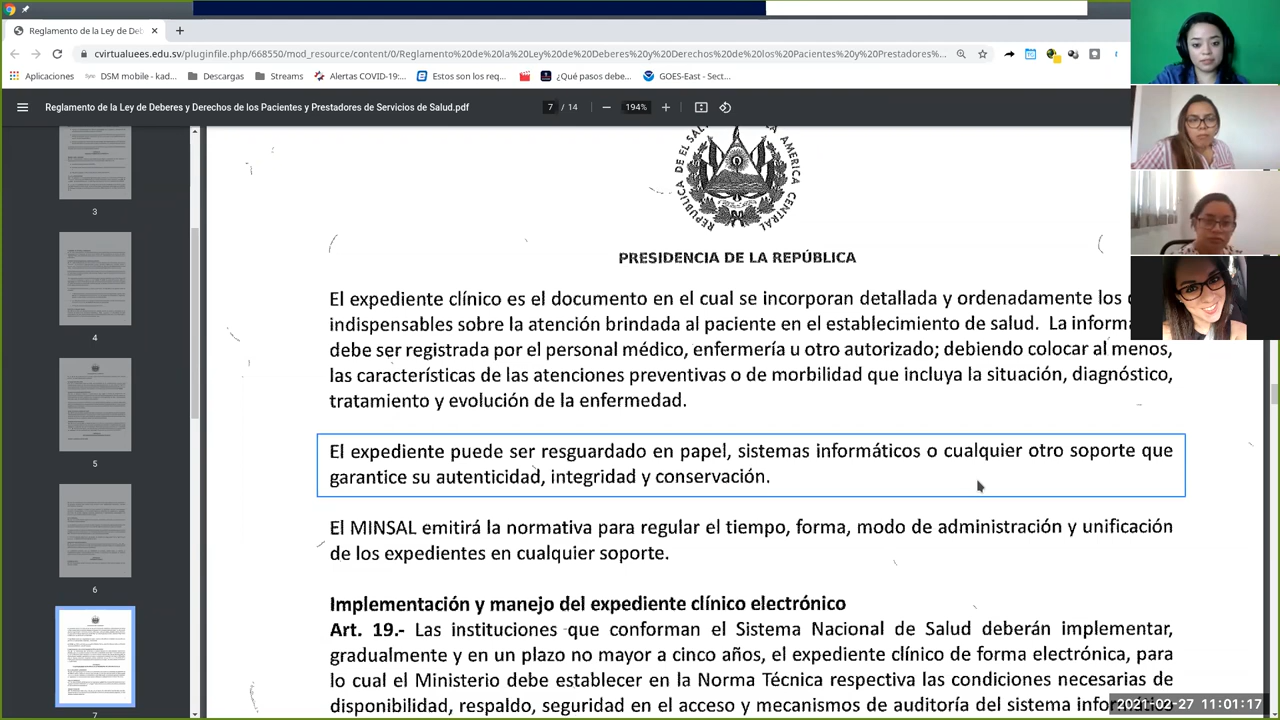 Reglamento de la Ley de Deb
cvirtualuees.edu.sv/pluginfile.php/668550/mod_resource/content/0/Reglamento%20de%20la%20Ley%20de%20Deberes%20y%20Derechos%20de%20los%20Pacientes%20y%20Prestadores%...
Aplicaciones DSM mobile - kad... Descargas Streams Alertas COVID-19:... Estos son los req... ¿Qué pasos debe... GOES-East - Sect...
Reglamento de la Ley de Deberes y Derechos de los Pacientes y Prestadores de Servicios de Salud.pdf 7 / 14 194%
3
4
5
6
7
PRESIDENCIA DE LA REPÚBLICA
El expediente clínico es el documento en el cual se incorporan detallada y ordenadamente los
indispensables sobre la atención brindada al paciente en el establecimiento de salud. La inform
debe ser registrada por el personal médico, enfermería u otro autorizado; debiendo colocar al menos,
las características de las atenciones preventivas o de morbilidad que incluya la situación, diagnóstico,
tratamiento y evolución de la enfermedad.
El expediente puede ser resguardado en papel, sistemas informáticos o cualquier otro soporte que
garantice su autenticidad, integridad y conservación.
El MINSAL emitirá la normativa para regular el tiempo, forma, modo de administración y unificación
de los expedientes en cualquier soporte.
Implementación y manejo del expediente clínico electrónico
Art. 19.- Las instituciones que conforman el Sistema Nacional de Salud deberán implementar,
gradualmente en un plazo no mayor a cinco años el expediente clínico de forma electrónica, para
lo cual el Ministerio debe establecer en la Norma Técnica respectiva las condiciones necesarias de
disponibilidad, respaldo, seguridad en el acceso y mecanismos de auditoría del sistema
2021-02-27 11:01:17